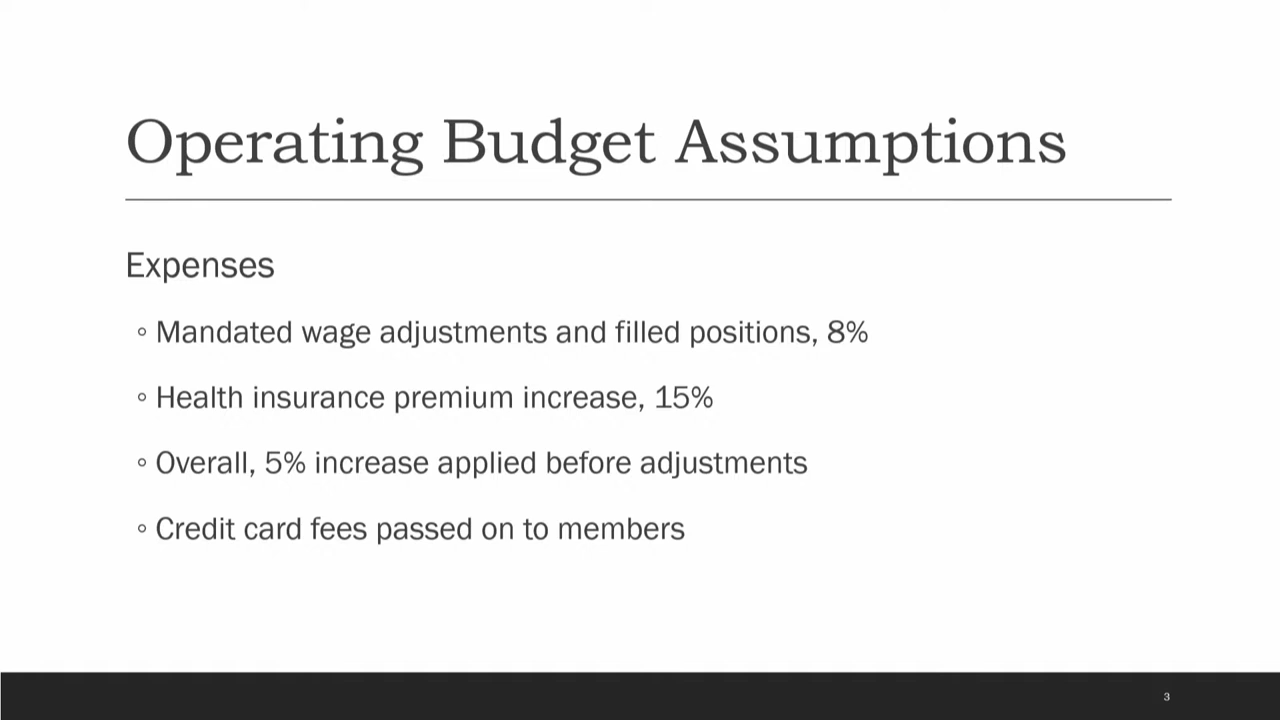 Operating Budget Assumptions
Expenses
◦ Mandated wage adjustments and filled positions, 8%
◦ Health insurance premium increase, 15%
◦ Overall, 5% increase applied before adjustments
◦ Credit card fees passed on to members
3